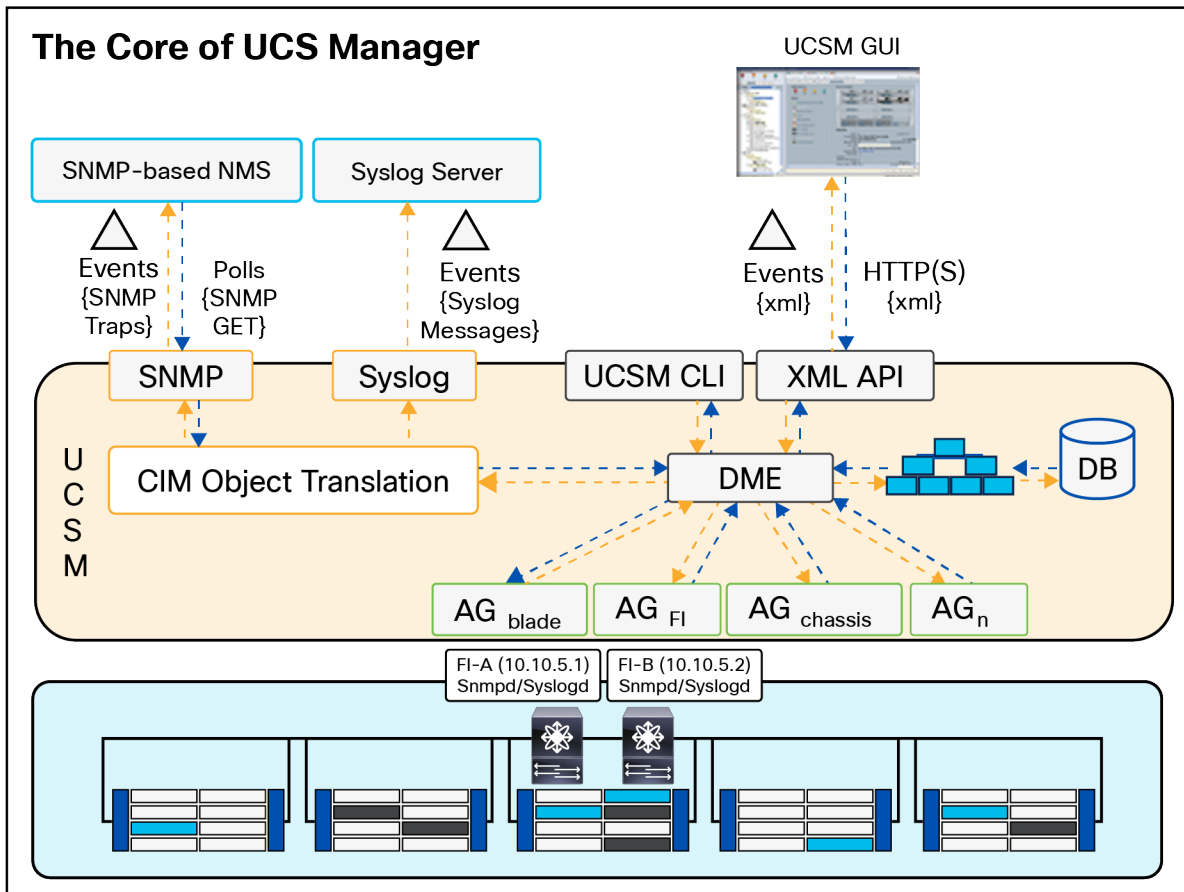 The Core of UCS Manager
UCSM GUI
SNMP-based NMS
Syslog Server
Events
{SNMP
Traps}
Polls
{SNMP
GET}
Events
{Syslog
Messages}
Events
{xml}
HTTP(S)
{xml}
SNMP
Syslog
UCSM CLI
XML API
U
C
S
M
CIM Object Translation
DME
DB
AG blade
AG FI
AG chassis
AG n
FI-A (10.10.5.1)
Snmpd/Syslogd
FI-B (10.10.5.2)
Snmpd/Syslogd